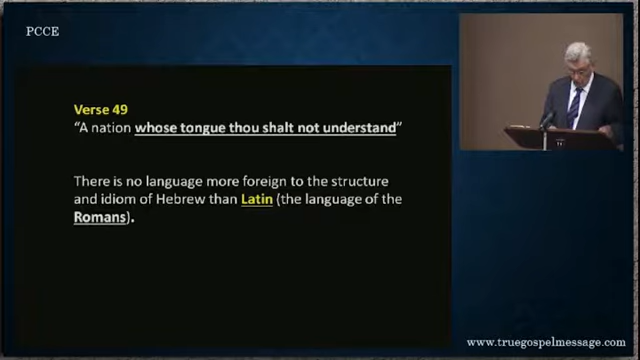 PCCE
Verse 49
“A nation whose tongue thou shalt not understand”
There is no language more foreign to the structure
and idiom of Hebrew than Latin (the language of the
Romans).
www.truegospelmessage.com